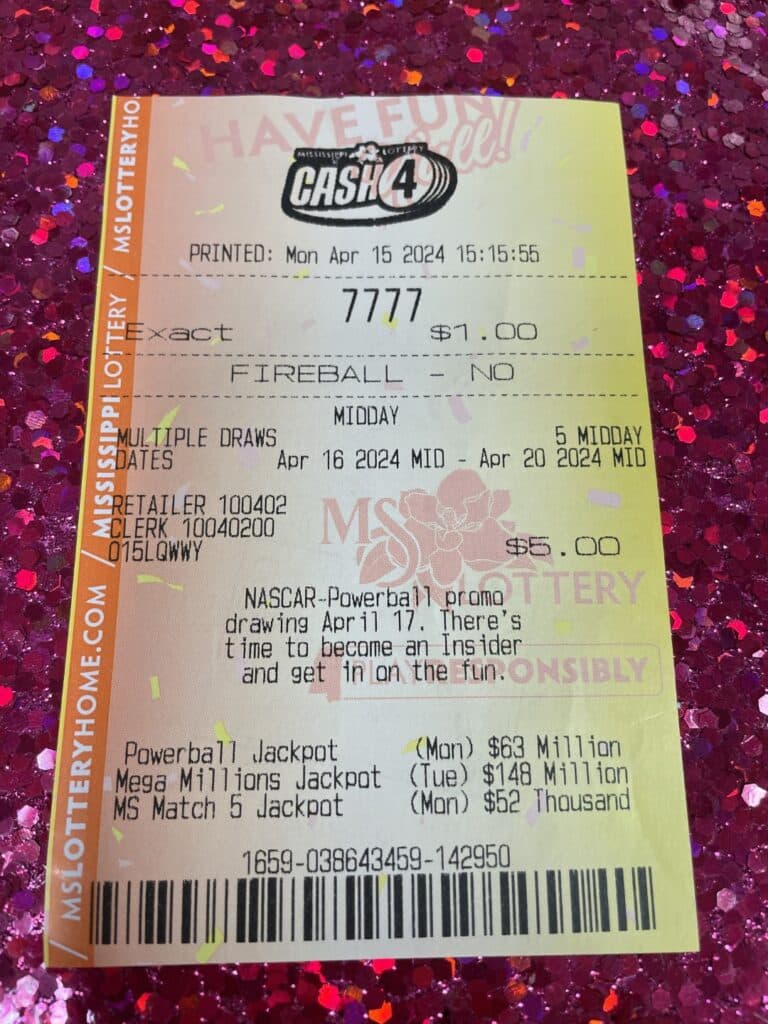 HAVE FUN
Y'all!
MISSISSIPPI LOTTERY
CASH 4
PRINTED: Mon Apr 15 2024 15:15:55
7777
Exact $1.00
FIREBALL - NO
MIDDAY
MULTIPLE DRAWS 5 MIDDAY
DATES Apr 16 2024 MID - Apr 20 2024 MID
RETAILER 100402
CLERK 10040200
015LQWWY $5.00
MS LOTTERY
NASCAR-Powerball promo
drawing April 17. There's
time to become an Insider
and get in on the fun.
PLAY RESPONSIBLY
Powerball Jackpot (Mon) $63 Million
Mega Millions Jackpot (Tue) $148 Million
MS Match 5 Jackpot (Mon) $52 Thousand
1659-038643459-142950
/ MSLOTTERYHOME.COM / MISSISSIPPI LOTTERY / MSLOTTERYHO